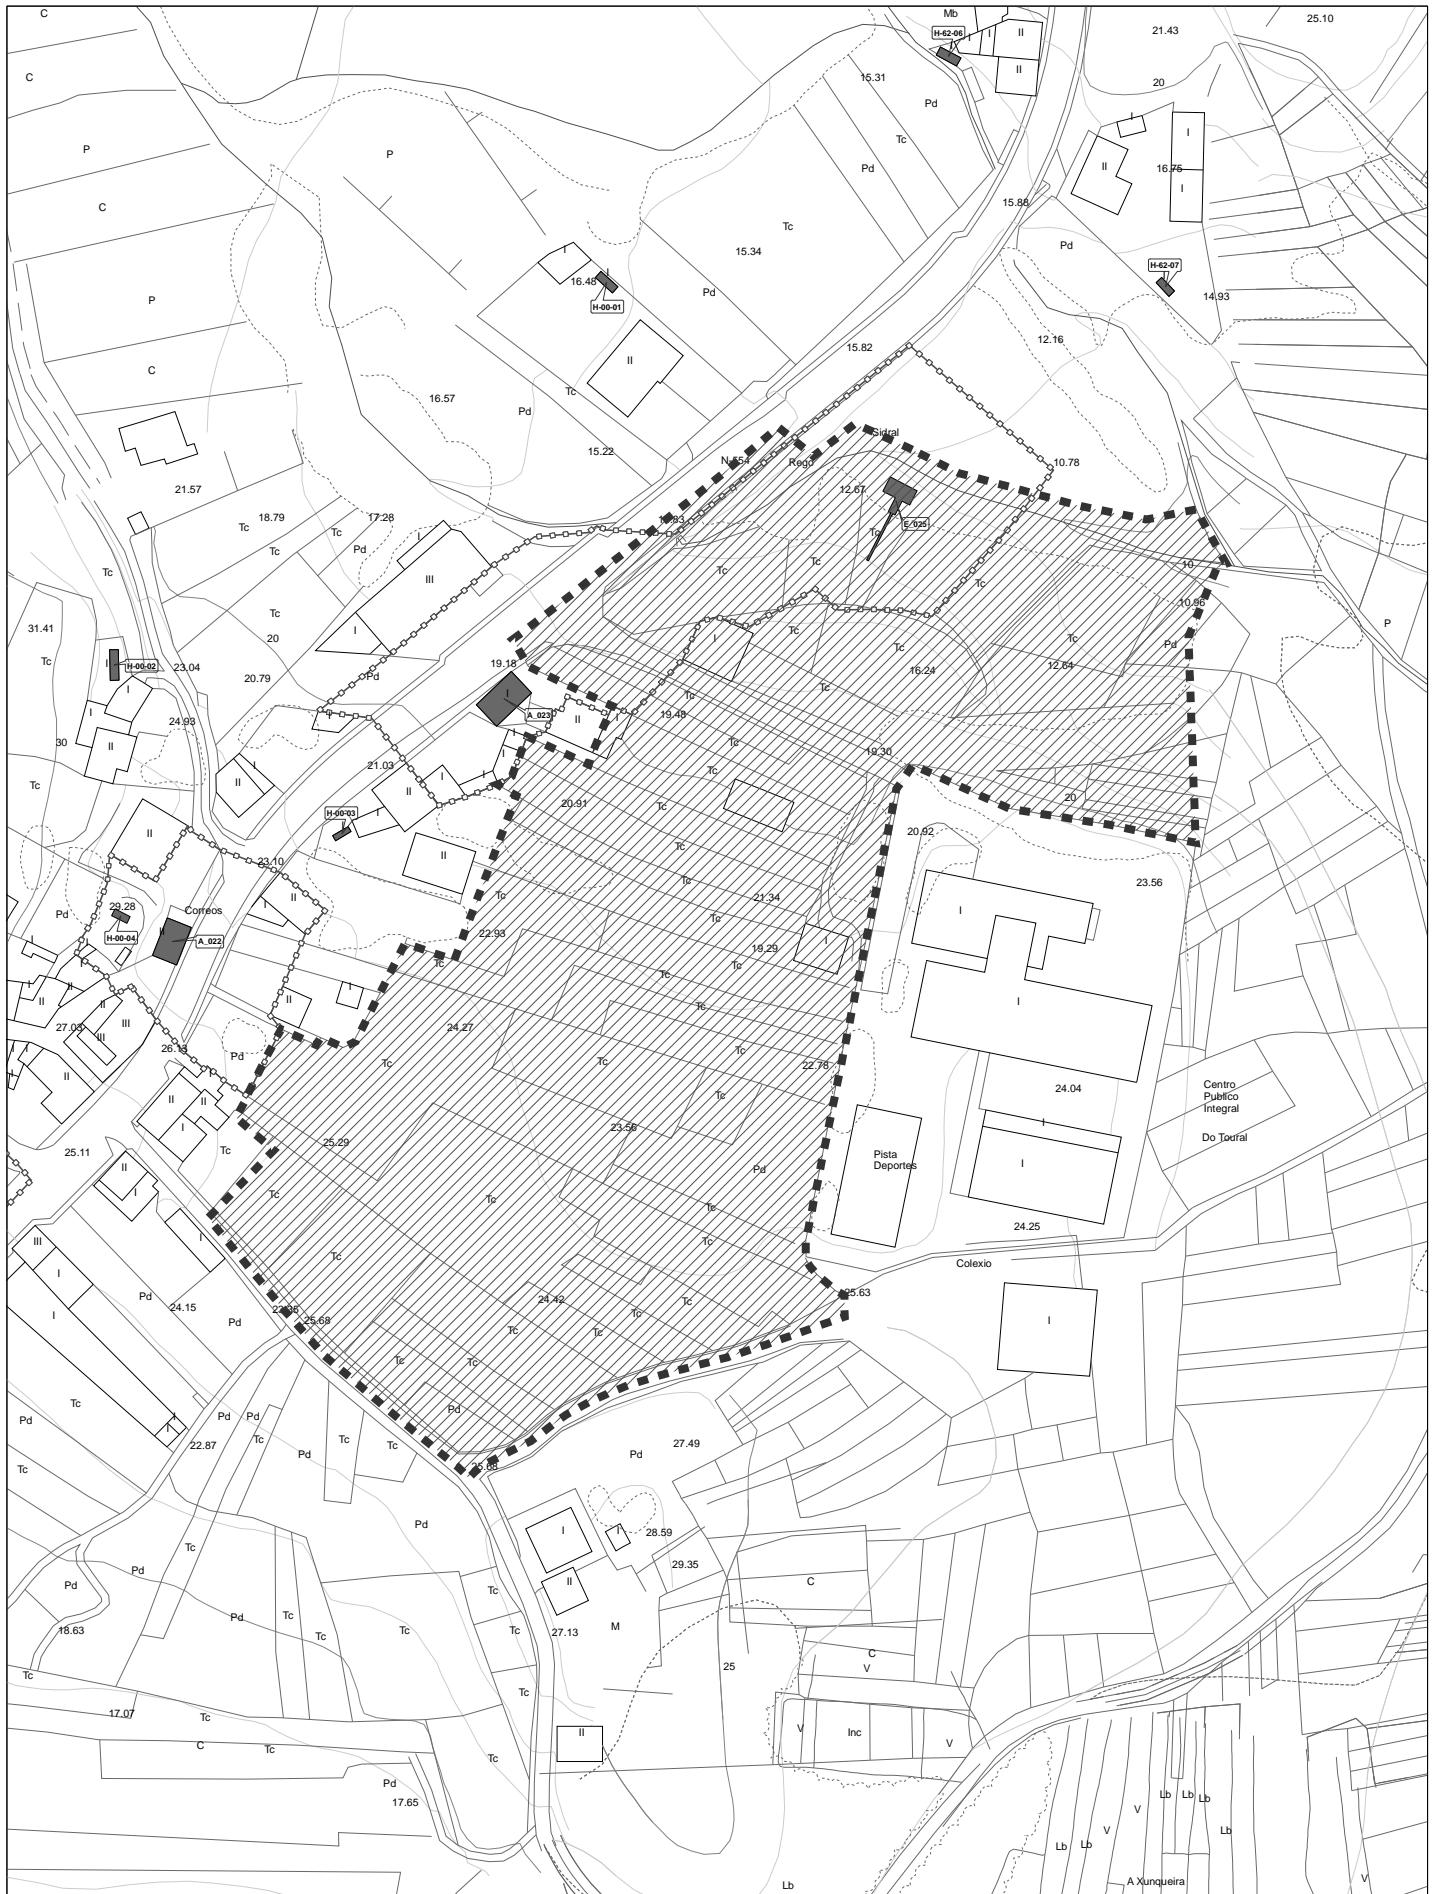 C
Mb
25.10
H-62-06
I
I
II
21.43
C
II
15.31
20
Pd
I
P
P
Tc
Pd
II
I
16.75
I
C
15.88
Tc
Pd
15.34
I
I
16.48
H-62-07
P
Pd
14.93
H-00-01
12.16
15.82
II
C
Tc
16.57
Pd
Sidral
15.22
N-554
Rego
10.78
21.57
12.67
18.79
17.28
Tc
E_025
Tc
Tc
Pd
I
Tc
Tc
Tc
10
Tc
III
Tc
10.96
31.41
Tc
20
I
I
Tc
Tc
Tc
Pd
P
Tc
I
H-00-02
23.04
19.18
16.24
12.64
20.79
Pd
I
Tc
Tc
I
I
24.93
I
A_023
II
I
19.48
30
II
I
Tc
19.30
21.03
I
I
I
Tc
Tc
II
I
II
20
20.91
Tc
H-00-03
I
II
20.92
Tc
II
23.10
Tc
23.56
II
I
Tc
21.34
29.28
Pd
Correos
I
H-00-04
II
A_022
22.93
Tc
19.29
I
I
I
Tc
Tc
Tc
I
II
II
II
I
II
I
Tc
27.03
III
III
24.27
26.13
Pd
Tc
Tc
Tc
22.78
I
II
II
II
Tc
24.04
Centro
Publico
Integral
I
25.29
23.56
I
Do Toural
25.11
Tc
II
I
Pista
Deportes
Pd
I
Tc
Tc
Tc
I
24.25
III
Tc
Tc
I
Colexio
Pd
24.15
24.42
Tc
25.63
I
Pd
25.68
Tc
I
Tc
Tc
Tc
Tc
Pd
Pd
Pd
Pd
Tc
Tc
Tc
22.87
Pd
Pd
27.49
Tc
Pd
I
I
28.59
Tc
29.35
Pd
Tc
II
C
Pd
Pd
Tc
Tc
M
18.63
Tc
Tc
Tc
27.13
C
V
Tc
25
Tc
17.07
Tc
II
V
Inc
V
C
Tc
Tc
Pd
Lb
Lb
Lb
17.65
V
V
Lb
Lb
Lb
A Xunqueira
V
Lb